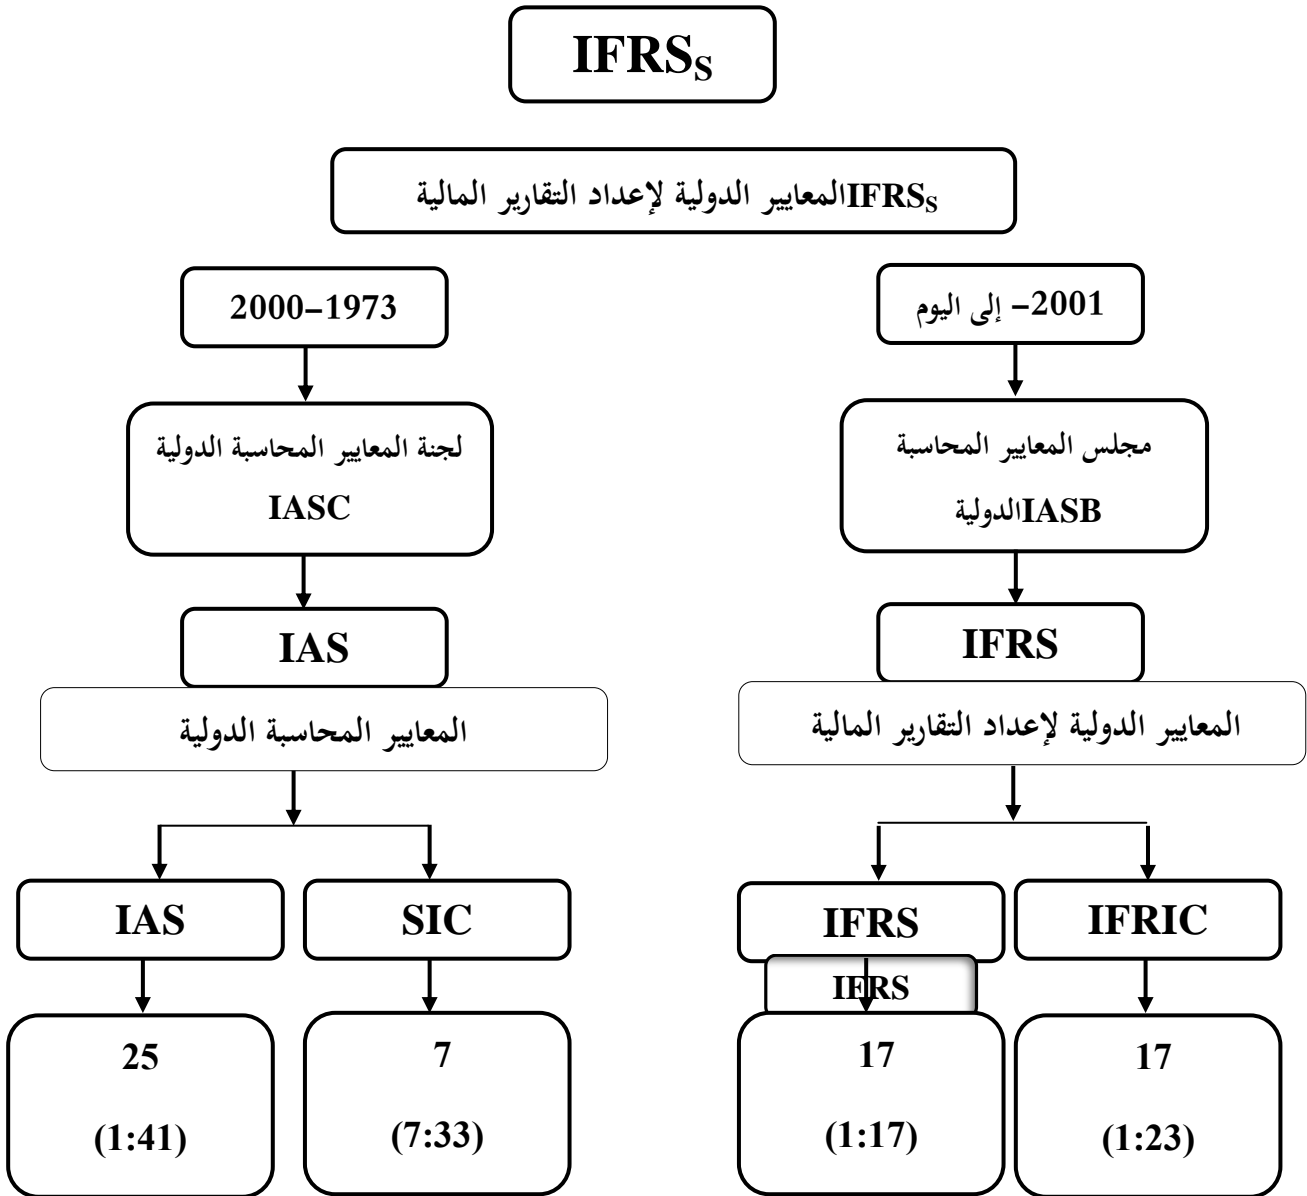 IFRSS
IFRSSالمعايير الدولية لإعداد التقارير المالية
2000–1973
2001– إلى اليوم
لجنة المعايير المحاسبة الدولية
IASC
مجلس المعايير المحاسبة
IASBالدولية
IAS
IFRS
المعايير المحاسبة الدولية
المعايير الدولية لإعداد التقارير المالية
IAS
SIC
IFRS
IFRIC
IFRS
25
(1:41)
7
(7:33)
17
(1:17)
17
(1:23)